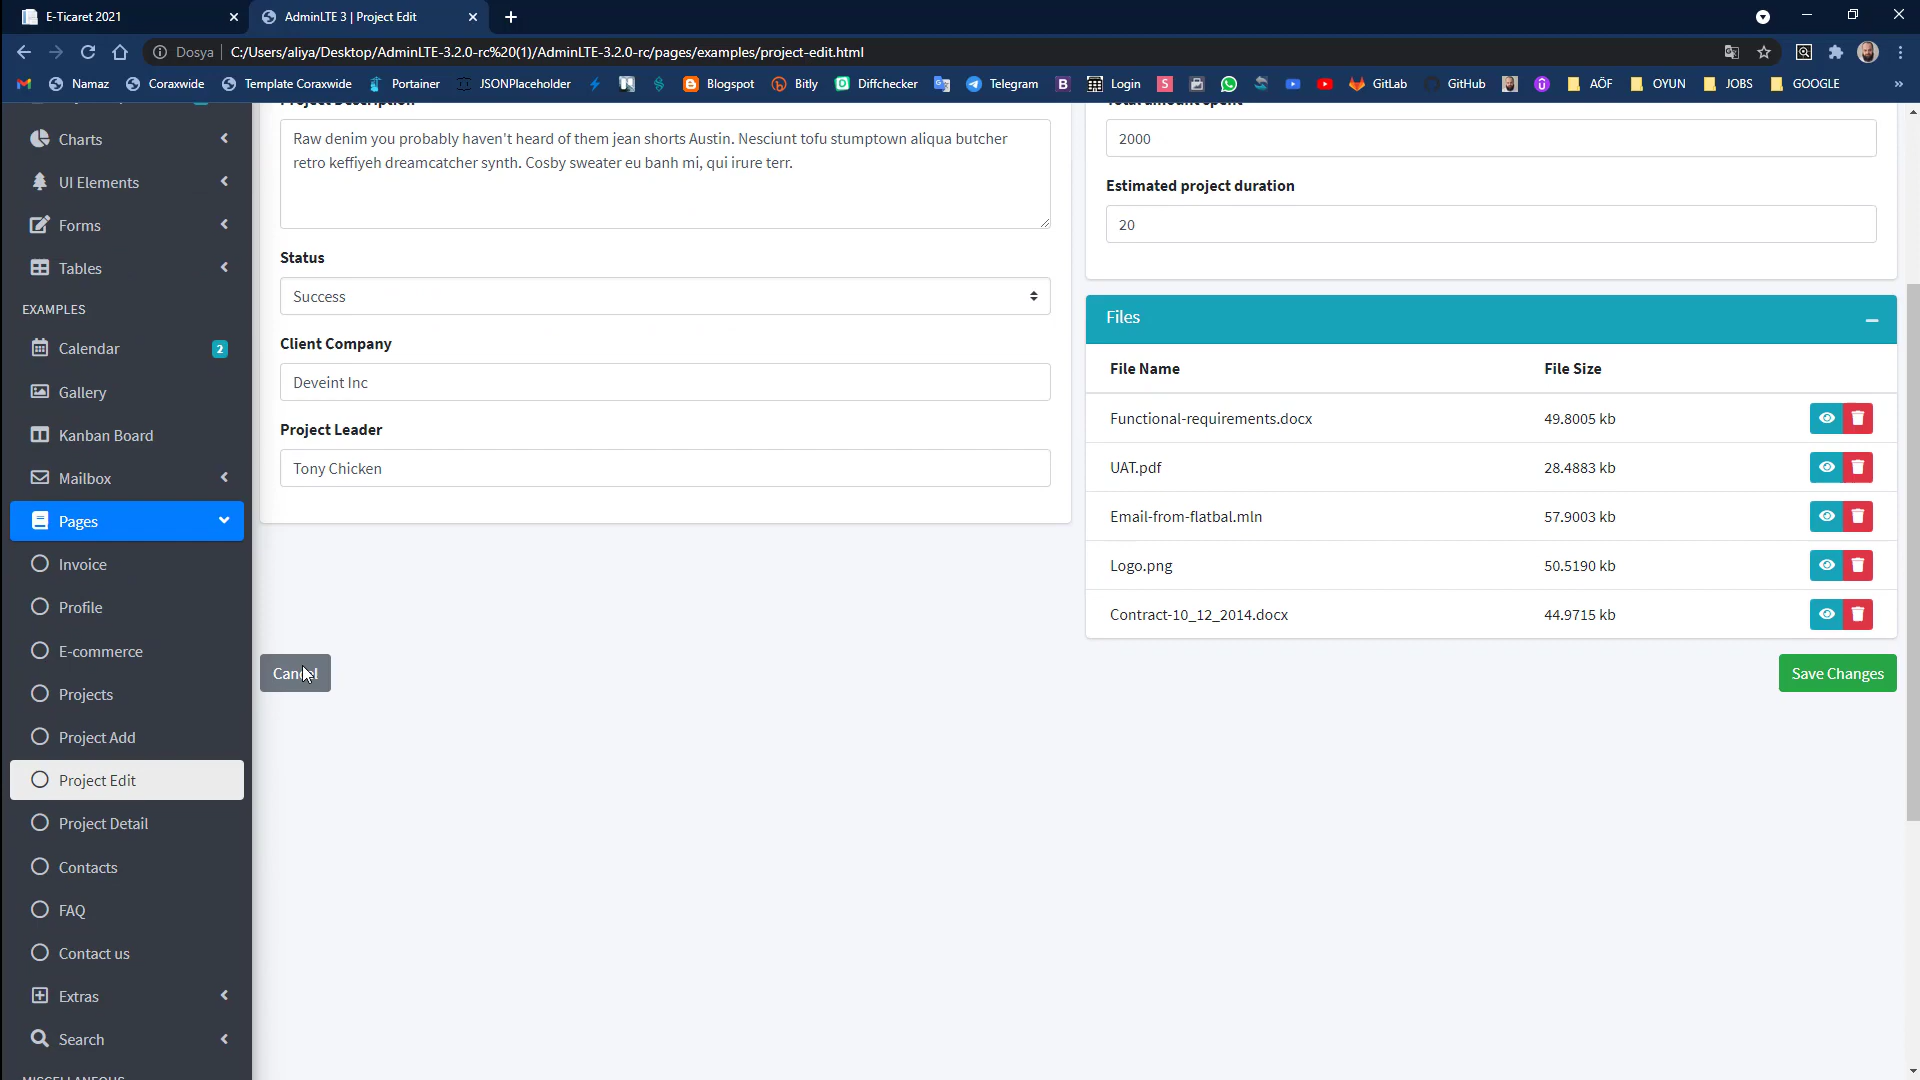 E-Ticaret 2021
AdminLTE 3 | Project Edit
Dosya
C:/Users/aliya/Desktop/AdminLTE-3.2.0-rc%20(1)/AdminLTE-3.2.0-rc/pages/examples/project-edit.html
Namaz
Coraxwide
Template Coraxwide
Portainer
JSONPlaceholder
Blogspot
Bitly
Diffchecker
Telegram
Login
GitLab
GitHub
AÖF
OYUN
JOBS
GOOGLE
Charts
UI Elements
Forms
Tables
EXAMPLES
Calendar
2
Gallery
Kanban Board
Mailbox
Pages
Invoice
Profile
E-commerce
Projects
Project Add
Project Edit
Project Detail
Contacts
FAQ
Contact us
Extras
Search
MISCELLANEOUS
Project Description
Raw denim you probably haven't heard of them jean shorts Austin. Nesciunt tofu stumptown aliqua butcher
retro keffiyeh dreamcatcher synth. Cosby sweater eu banh mi, qui irure terr.
Status
Success
Client Company
Deveint Inc
Project Leader
Tony Chicken
Cancel
Total amount spent
2000
Estimated project duration
20
Files
File Name File Size
Functional-requirements.docx 49.8005 kb
UAT.pdf 28.4883 kb
Email-from-flatbal.mln 57.9003 kb
Logo.png 50.5190 kb
Contract-10_12_2014.docx 44.9715 kb
Save Changes